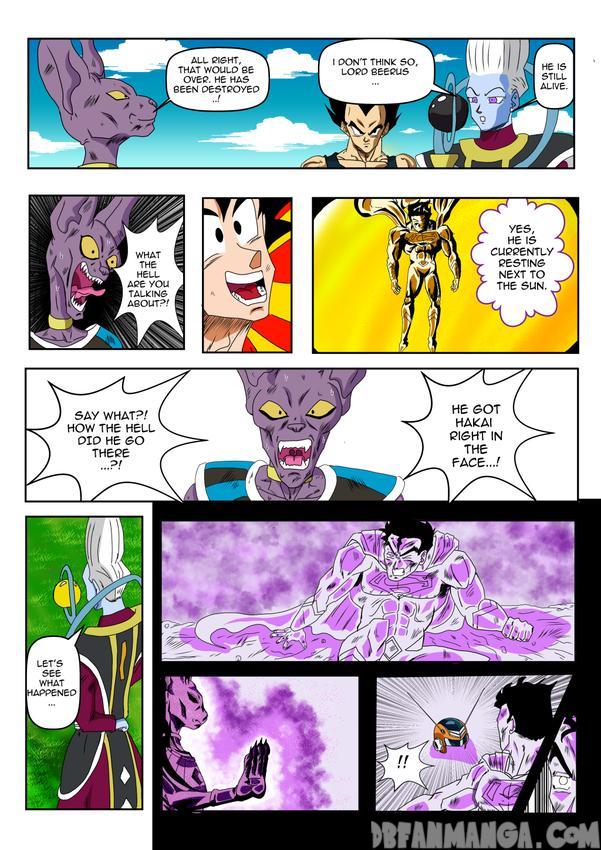 ALL RIGHT,
THAT WOULD BE
OVER. HE HAS
BEEN DESTROYED
..!
I DON'T THINK SO,
LORD BEERUS...
HE IS
STILL
ALIVE.
WHAT
THE
HELL
ARE YOU
TALKING
ABOUT?!
YES,
HE IS
CURRENTLY
RESTING
NEXT TO
THE SUN.
SAY WHAT?!
HOW THE HELL
DID HE GO
THERE
...?!
HE GOT
HAKAI
RIGHT IN
THE
FACE...!
LET'S
SEE
WHAT
HAPPENED
...
!!
DBFANMANGA.COM